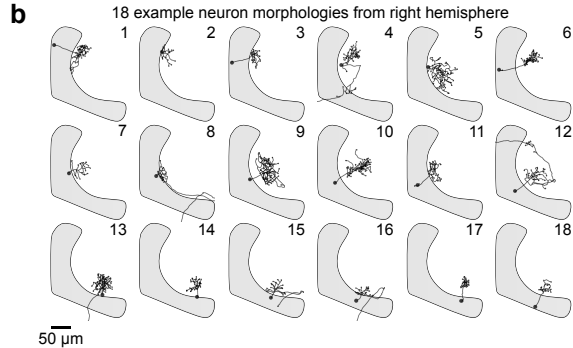 b 18 example neuron morphologies from right hemisphere
1 2 3 4 5 6
7 8 9 10 11 12
13 14 15 16 17 18
50 μm